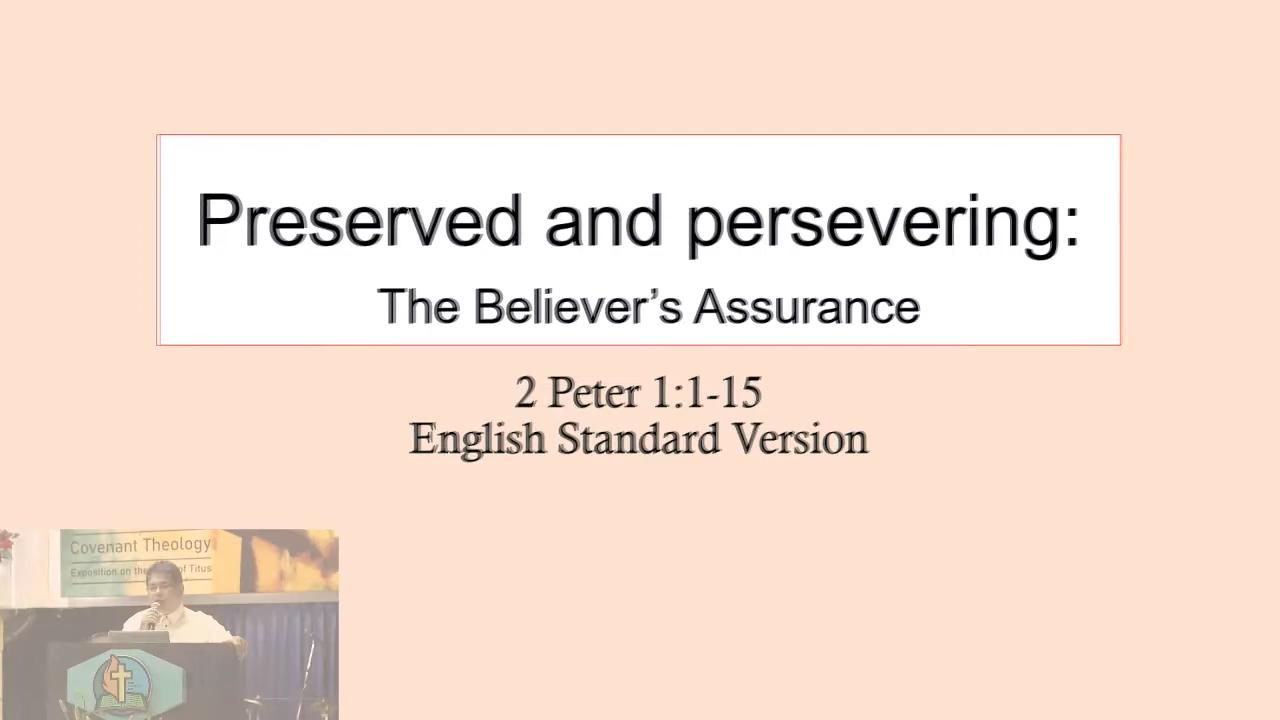 Preserved and persevering:
The Believer’s Assurance
2 Peter 1:1-15
English Standard Version
Covenant Theology
Exposition on the of Titus